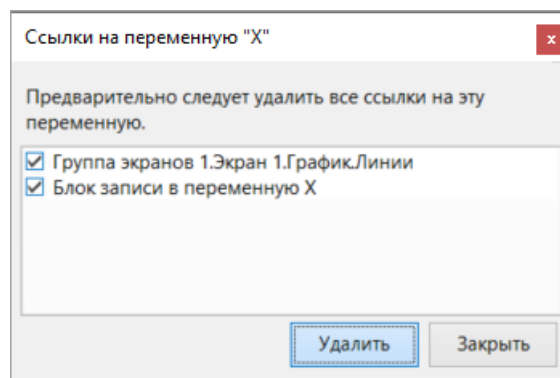 Ссылки на переменную "X"
x
Предварительно следует удалить все ссылки на эту
переменную.
Группа экранов 1.Экран 1.График.Линии
Блок записи в переменную X
Удалить
Закрыть